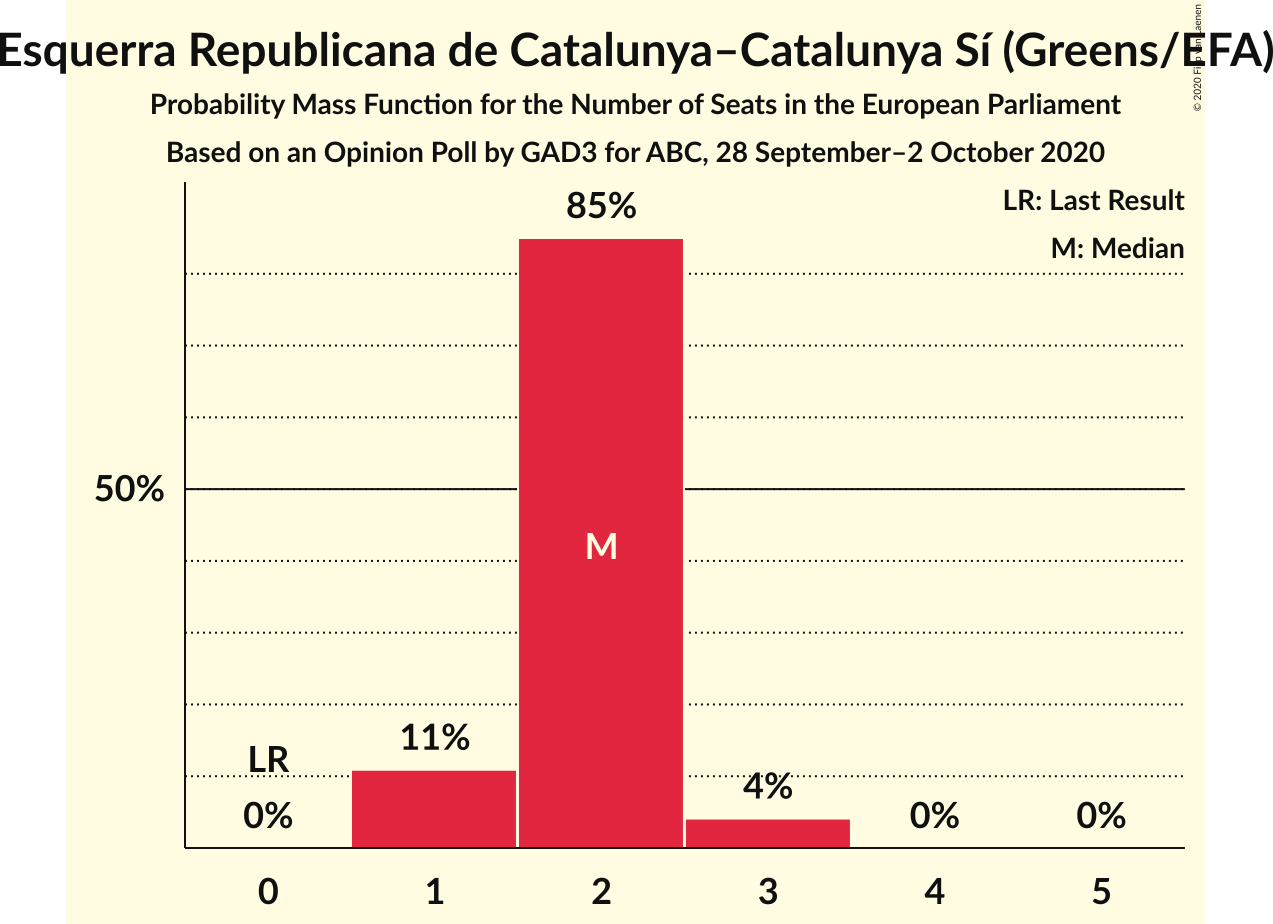 Esquerra Republicana de Catalunya–Catalunya Sí (Greens/EFA)
Probability Mass Function for the Number of Seats in the European Parliament
Based on an Opinion Poll by GAD3 for ABC, 28 September–2 October 2020
© 2020
LR: Last Result
M: Median
85%
50%
M
11%
LR
4%
0%
0%
0%
0
1
2
3
4
5